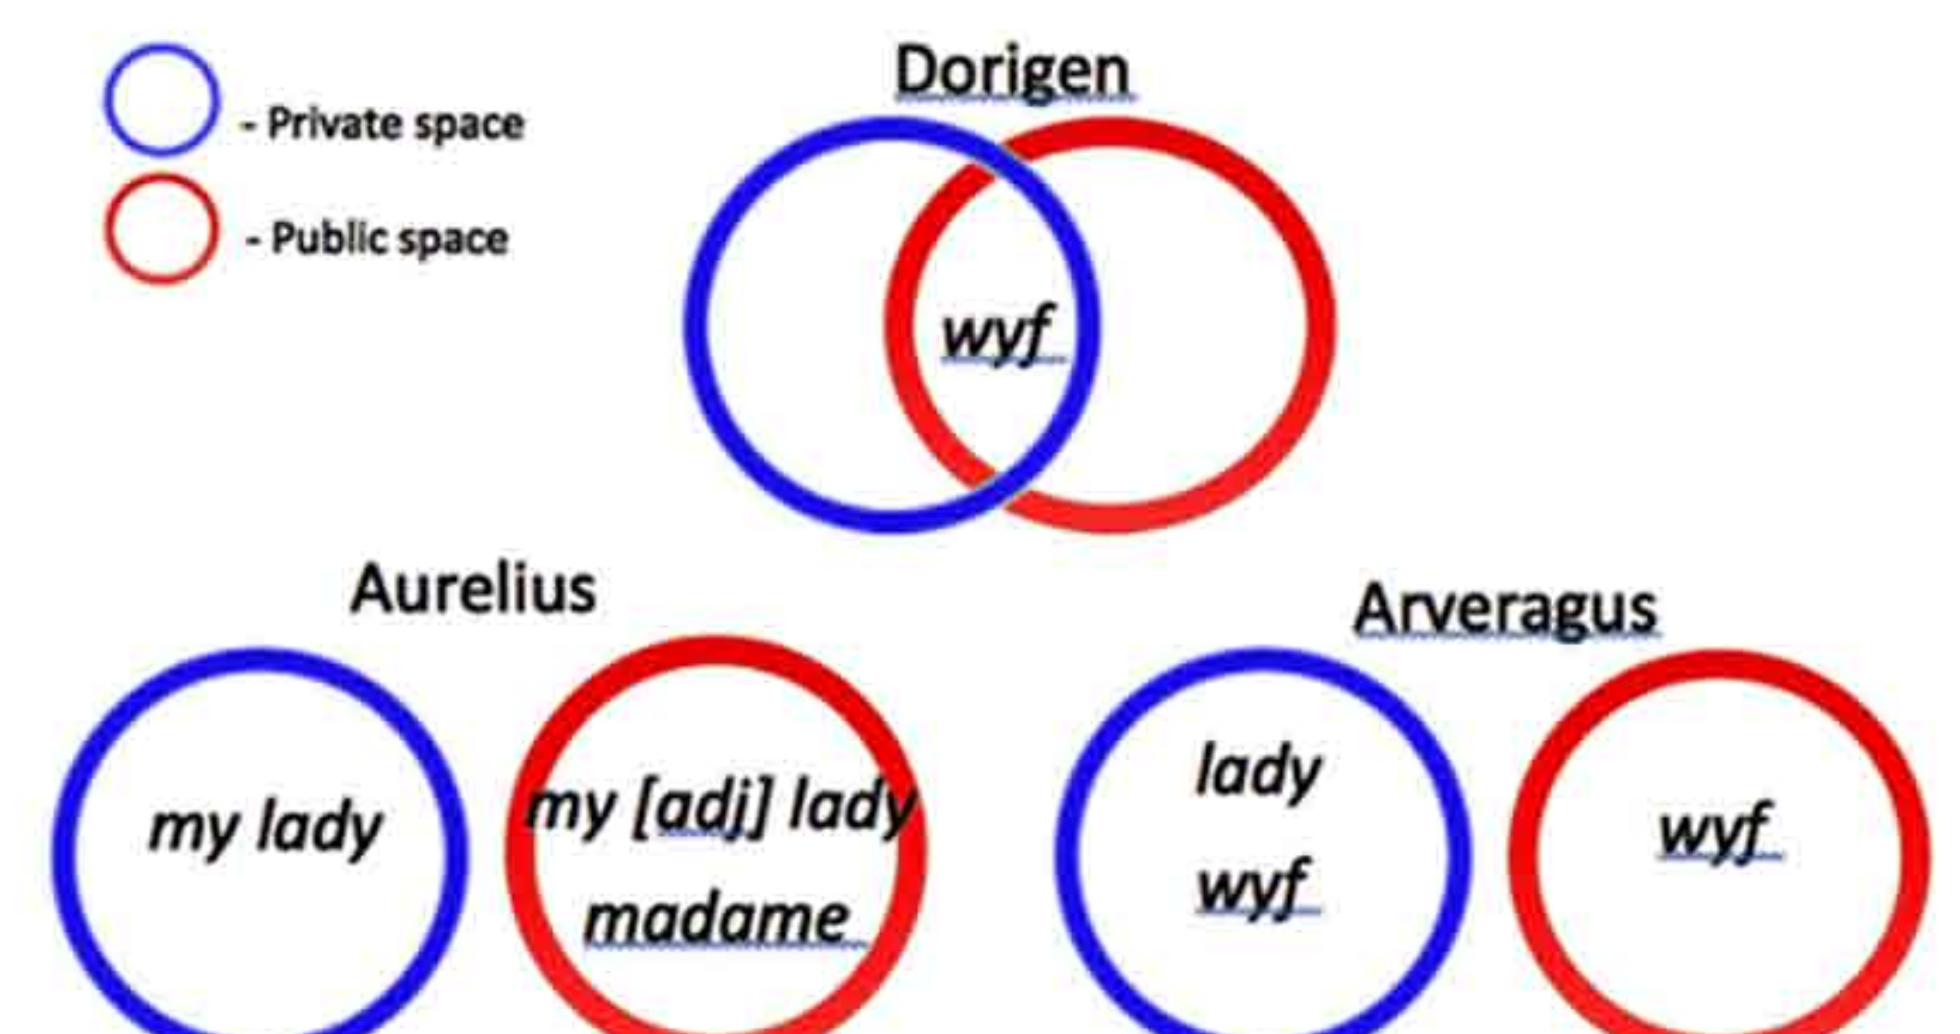 Dorigen
- Private space
- Public space
wyf
Aurelius
Arveragus
my lady
my [adj] lady
madame
lady
wyf
wyf